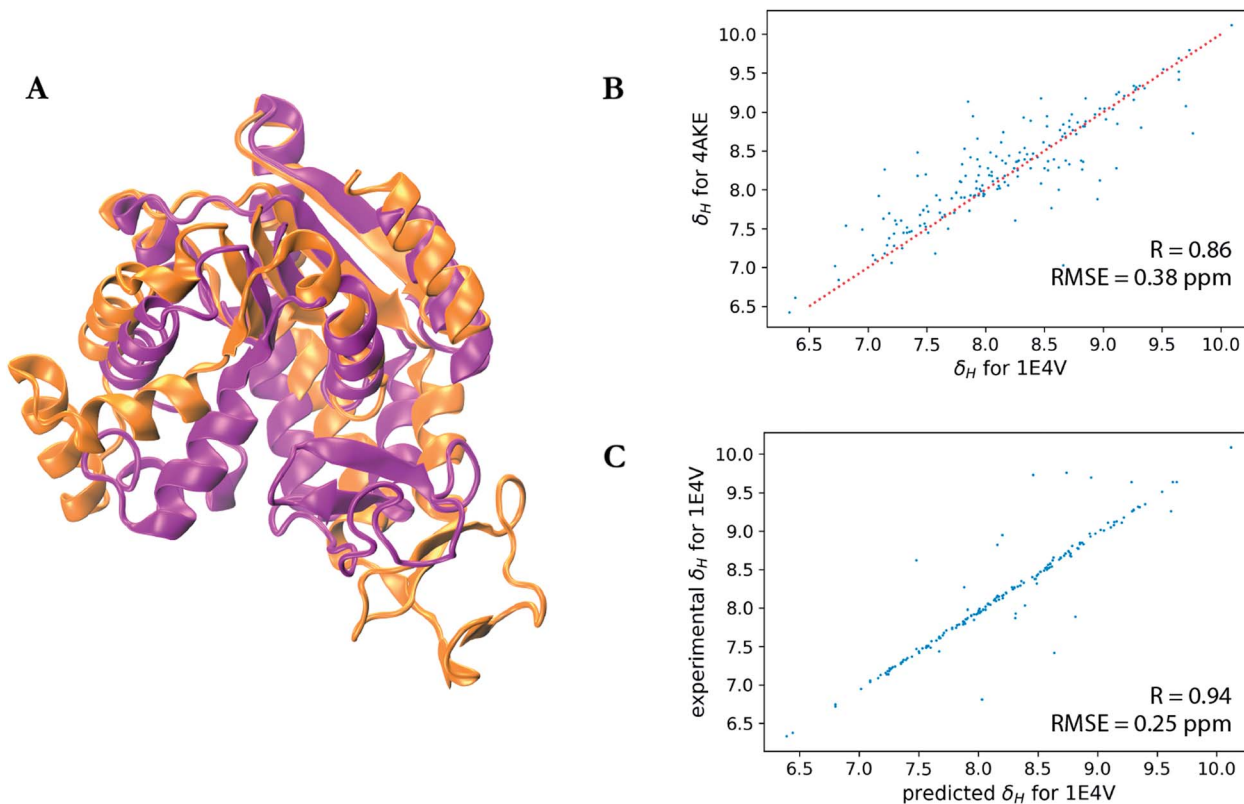 A
B
δH for 4AKE
10.0
9.5
9.0
8.5
8.0
7.5
7.0
6.5
R = 0.86
RMSE = 0.38 ppm
6.5 7.0 7.5 8.0 8.5 9.0 9.5 10.0
δH for 1E4V
C
experimental δH for 1E4V
10.0
9.5
9.0
8.5
8.0
7.5
7.0
6.5
R = 0.94
RMSE = 0.25 ppm
6.5 7.0 7.5 8.0 8.5 9.0 9.5 10.0
predicted δH for 1E4V